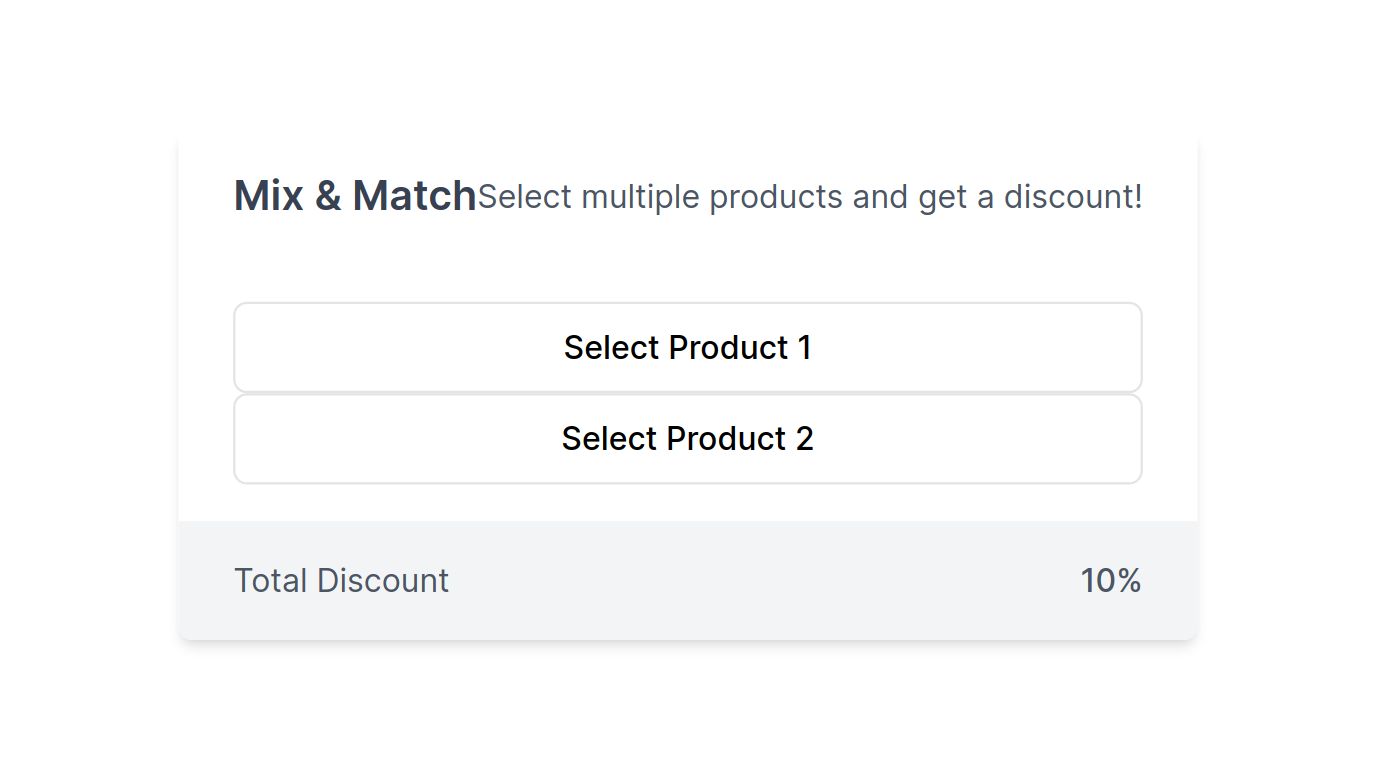 Mix & Match Select multiple products and get a discount!
Select Product 1
Select Product 2
Total Discount 10%